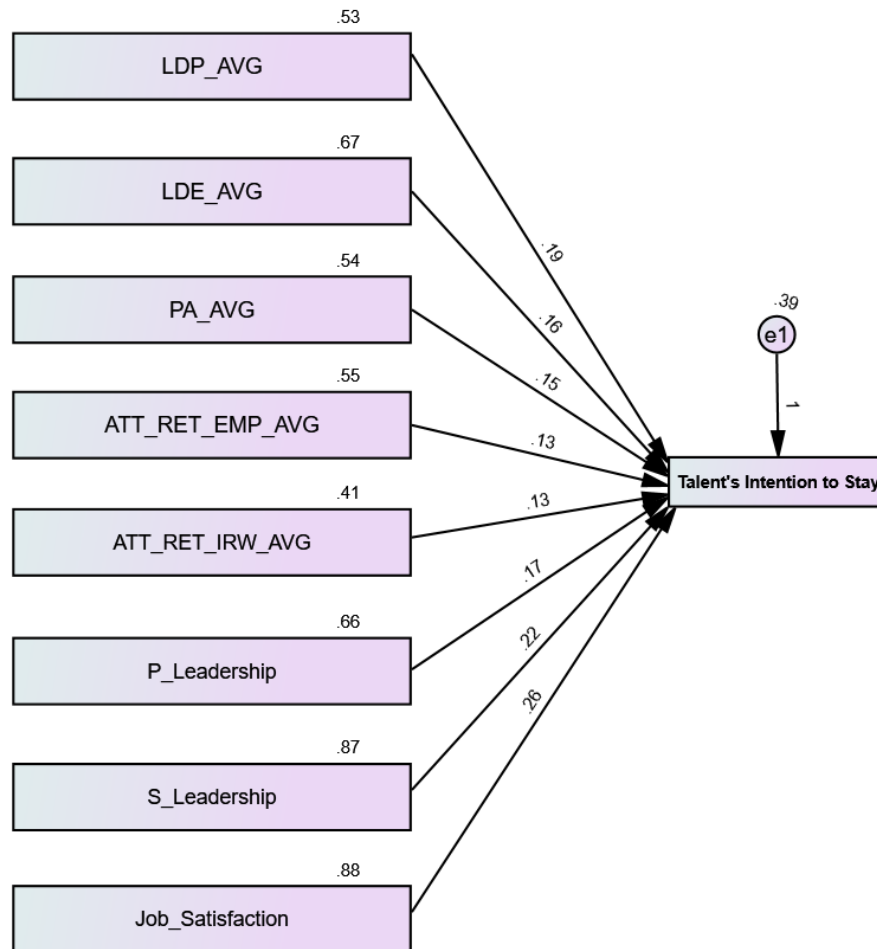 .53
LDP_AVG
.67
LDE_AVG
.54
PA_AVG
.55
ATT_RET_EMP_AVG
.41
ATT_RET_IRW_AVG
.66
P_Leadership
.87
S_Leadership
.88
Job_Satisfaction
.19
.16
.15
.13
.13
.17
.22
.26
.39
e1
1
Talent's Intention to Stay